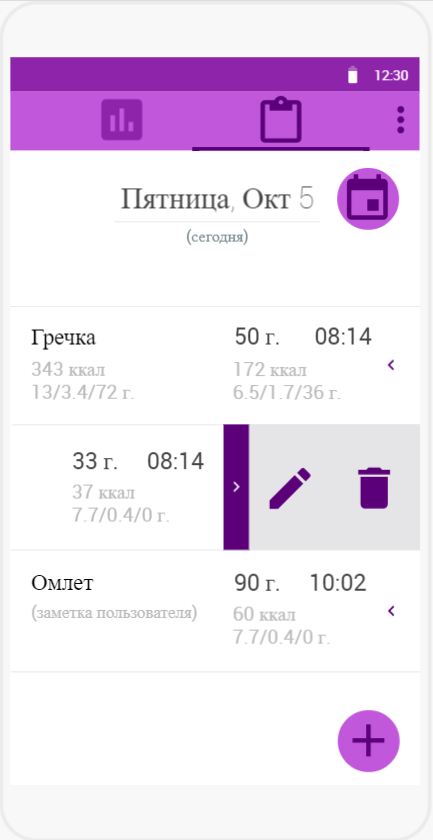 12:30
Пятница, Окт 5
(сегодня)
Гречка 50 г. 08:14
343 ккал 172 ккал
13/3.4/72 г. 6.5/1.7/36 г.
33 г. 08:14
37 ккал
7.7/0.4/0 г.
Омлет 90 г. 10:02
(заметка пользователя) 60 ккал
7.7/0.4/0 г.